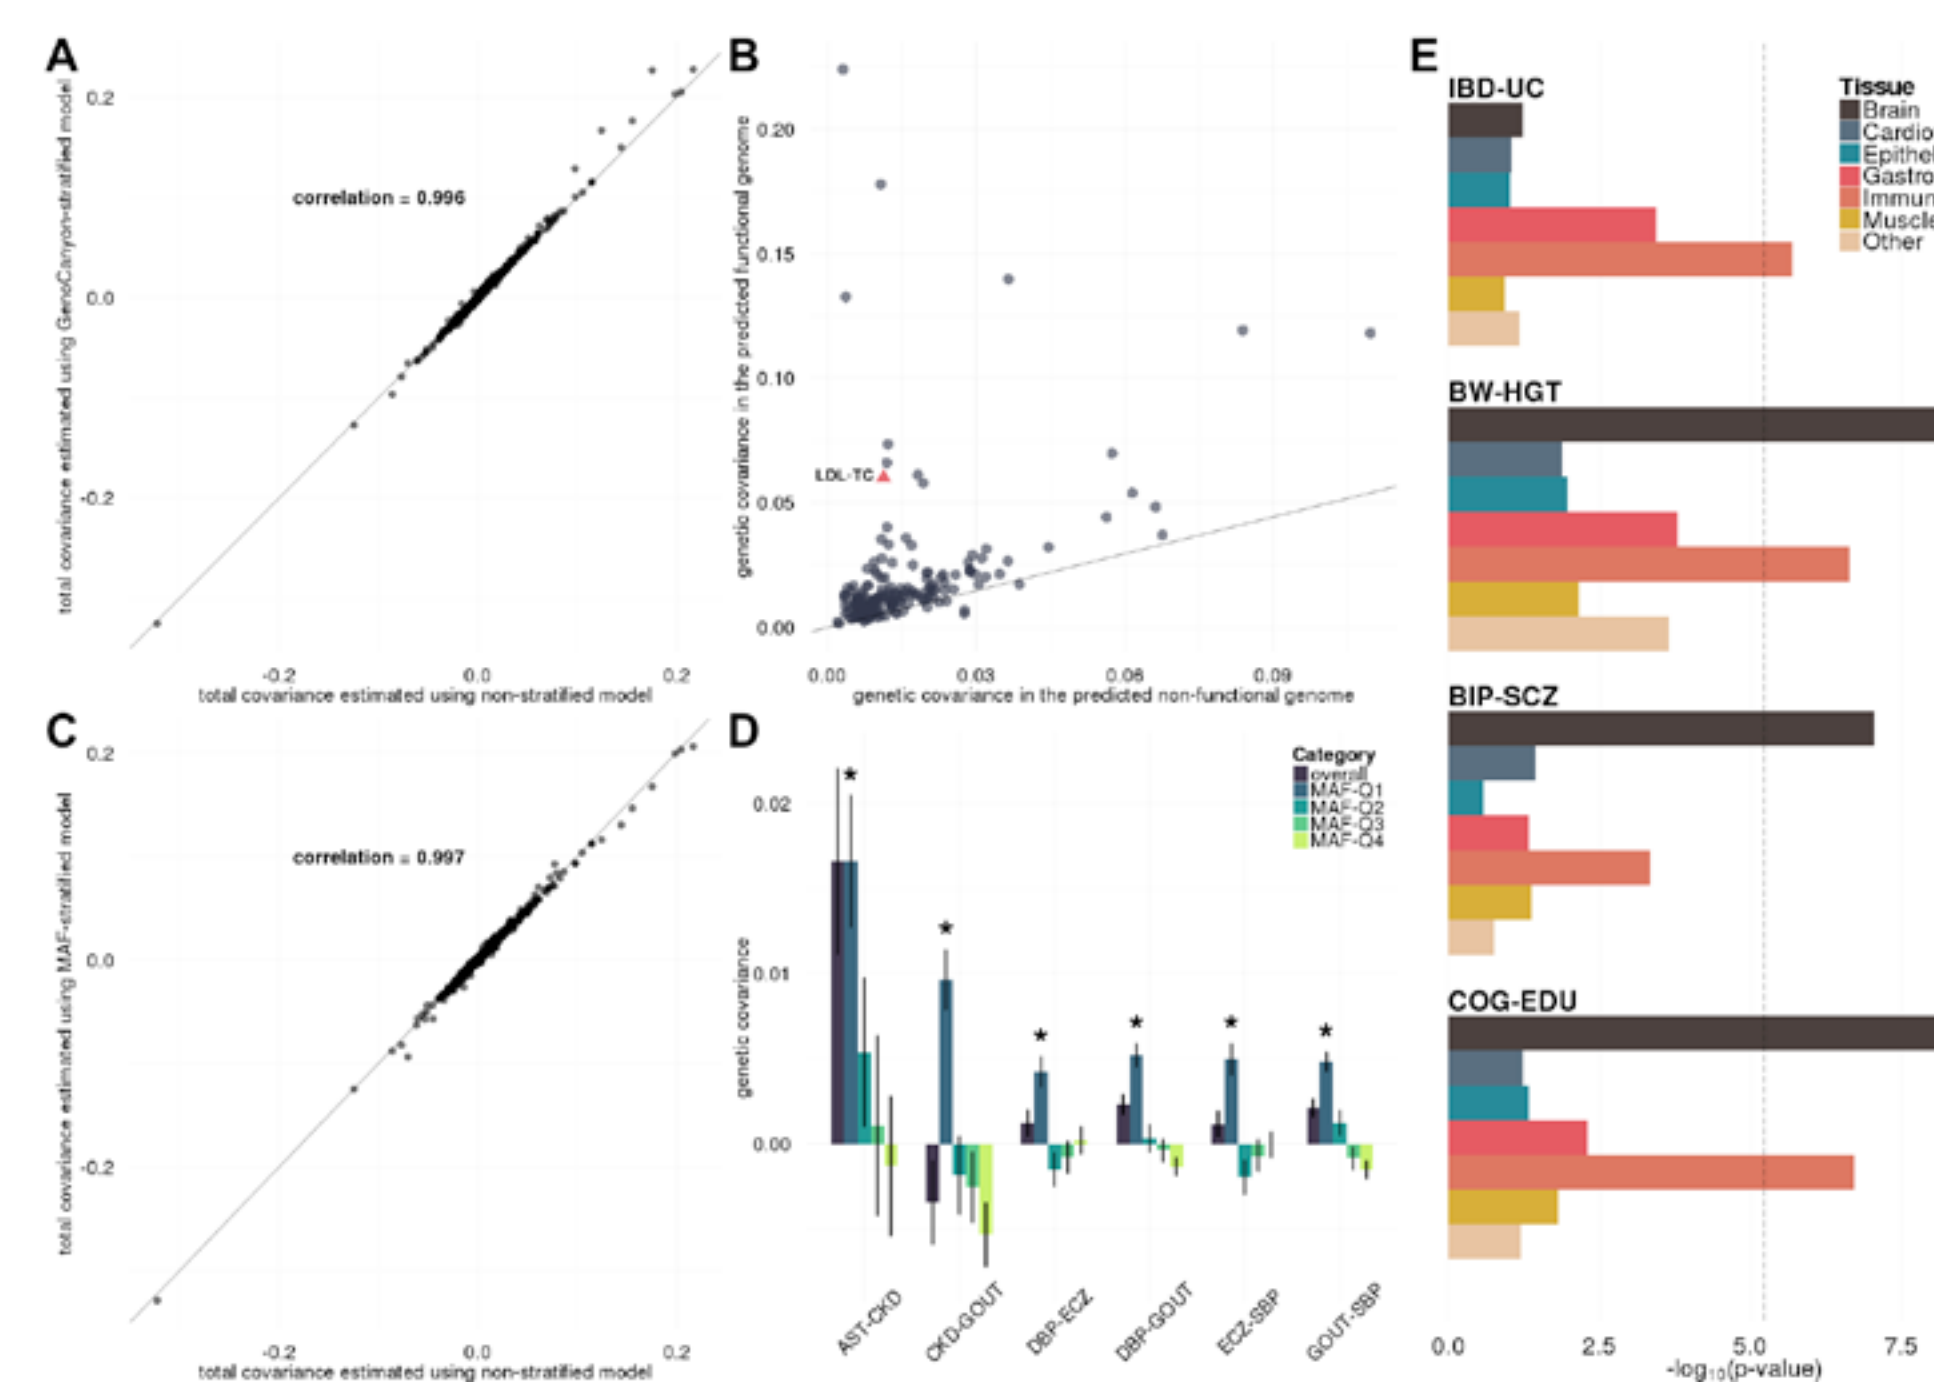 A
total covariance estimated using GenoCanyon-stratified model
0.2
0.0
-0.2
correlation = 0.996
-0.2
0.0
0.2
total covariance estimated using non-stratified model
B
genetic covariance in the predicted functional genome
0.20
0.15
0.10
0.05
0.00
LDL-TC
0.00
0.03
0.06
0.09
genetic covariance in the predicted non-functional genome
C
total covariance estimated using MAF-stratified model
0.2
0.0
-0.2
correlation = 0.997
-0.2
0.0
0.2
total covariance estimated using non-stratified model
D
genetic covariance
0.02
0.01
0.00
Category
overall
MAF-Q1
MAF-Q2
MAF-Q3
MAF-Q4
AST-CKD
CKD-GOUT
DBP-ECZ
DBP-GOUT
ECZ-SBP
GOUT-SBP
E
IBD-UC
Tissue
Brain
Cardio
Epithel
Gastro
Immun
Muscle
Other
BW-HGT
BIP-SCZ
COG-EDU
0.0
2.5
5.0
7.5
-log₁₀(p-value)